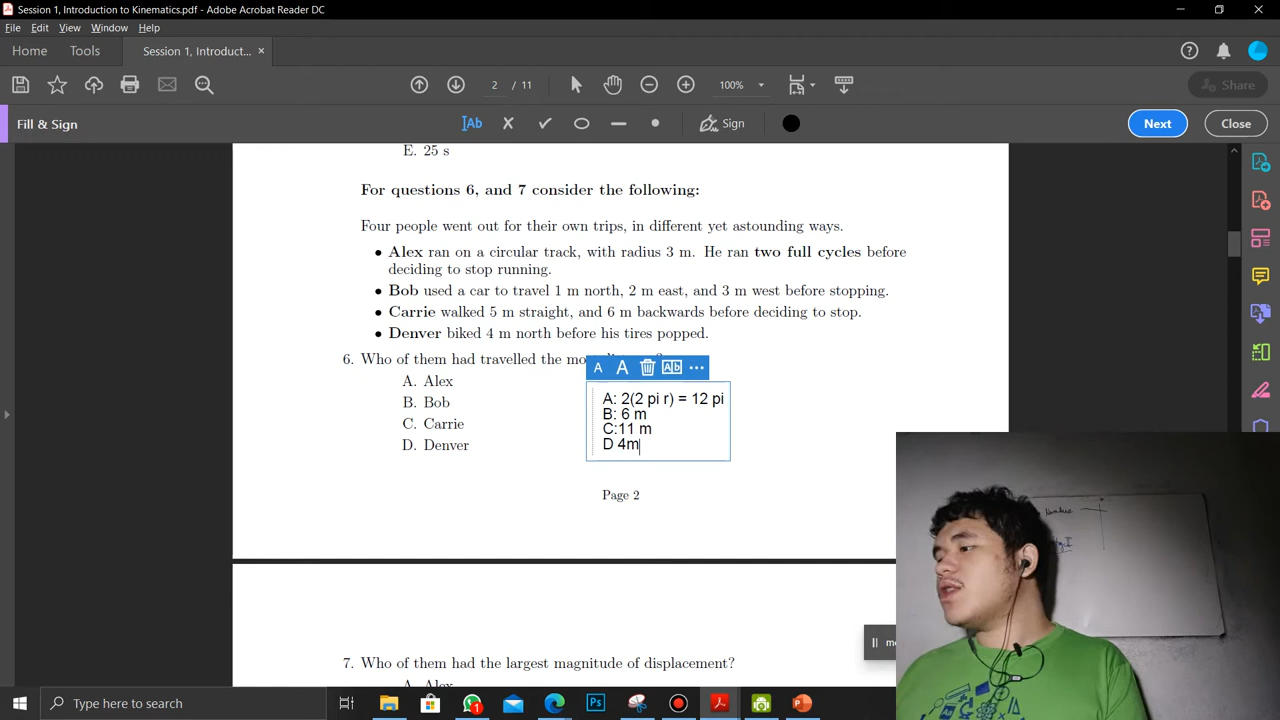 Session 1, Introduction to Kinematics.pdf - Adobe Acrobat Reader DC
File Edit View Window Help
Home Tools Session 1, Introduct... ×
2 / 11 100% Share
Fill & Sign Ab Sign Next Close
E. 25 s
For questions 6, and 7 consider the following:
Four people went out for their own trips, in different yet astounding ways.
• Alex ran on a circular track, with radius 3 m. He ran two full cycles before
deciding to stop running.
• Bob used a car to travel 1 m north, 2 m east, and 3 m west before stopping.
• Carrie walked 5 m straight, and 6 m backwards before deciding to stop.
• Denver biked 4 m north before his tires popped.
6. Who of them had travelled the
A A Ab ...
A. Alex
B. Bob
C. Carrie
D. Denver
A: 2(2 pi r) = 12 pi
B: 6 m
C:11 m
D 4m
Page 2
7. Who of them had the largest magnitude of displacement?
A. Alex
Type here to search
1
Ps